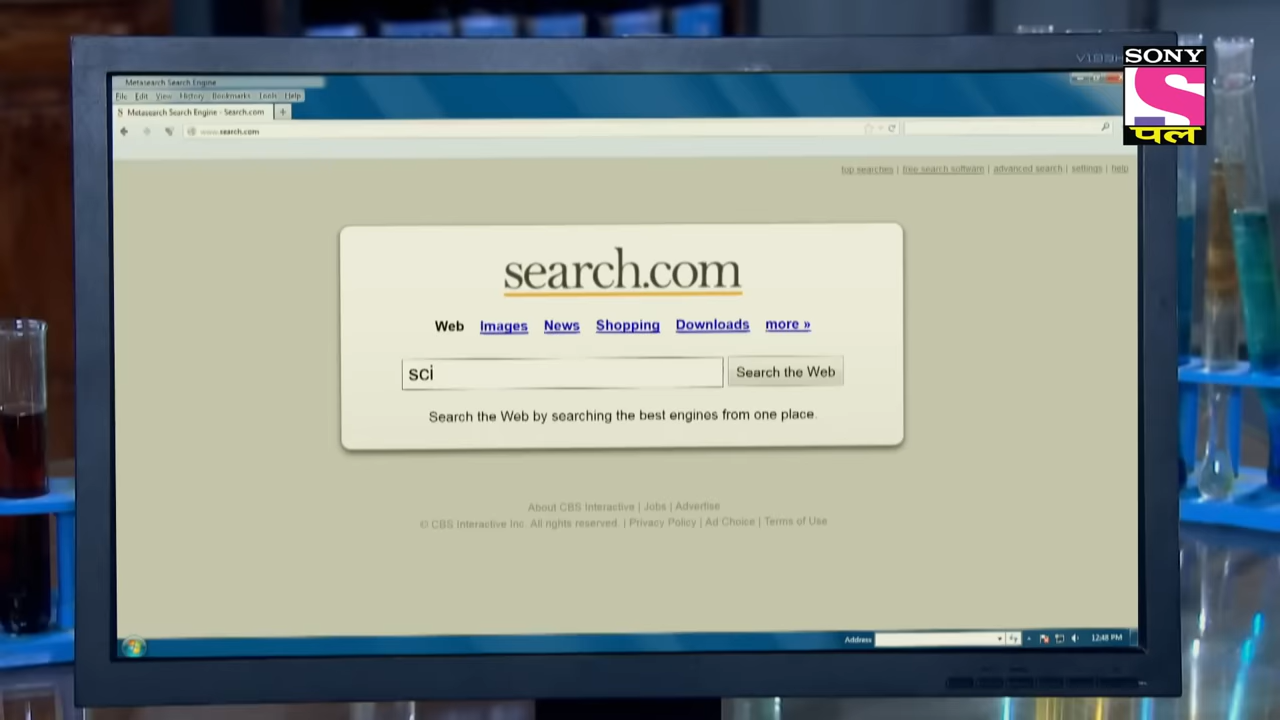 SONY
S
पल
V193H
Metasearch Search Engine
File Edit View History Bookmarks Tools Help
S Metasearch Search Engine - Search.com +
www.search.com
top searches | free search software | advanced search | settings | help
search.com
Web Images News Shopping Downloads more »
sci Search the Web
Search the Web by searching the best engines from one place.
About CBS Interactive | Jobs | Advertise
© CBS Interactive Inc. All rights reserved. | Privacy Policy | Ad Choice | Terms of Use
Address 12:48 PM